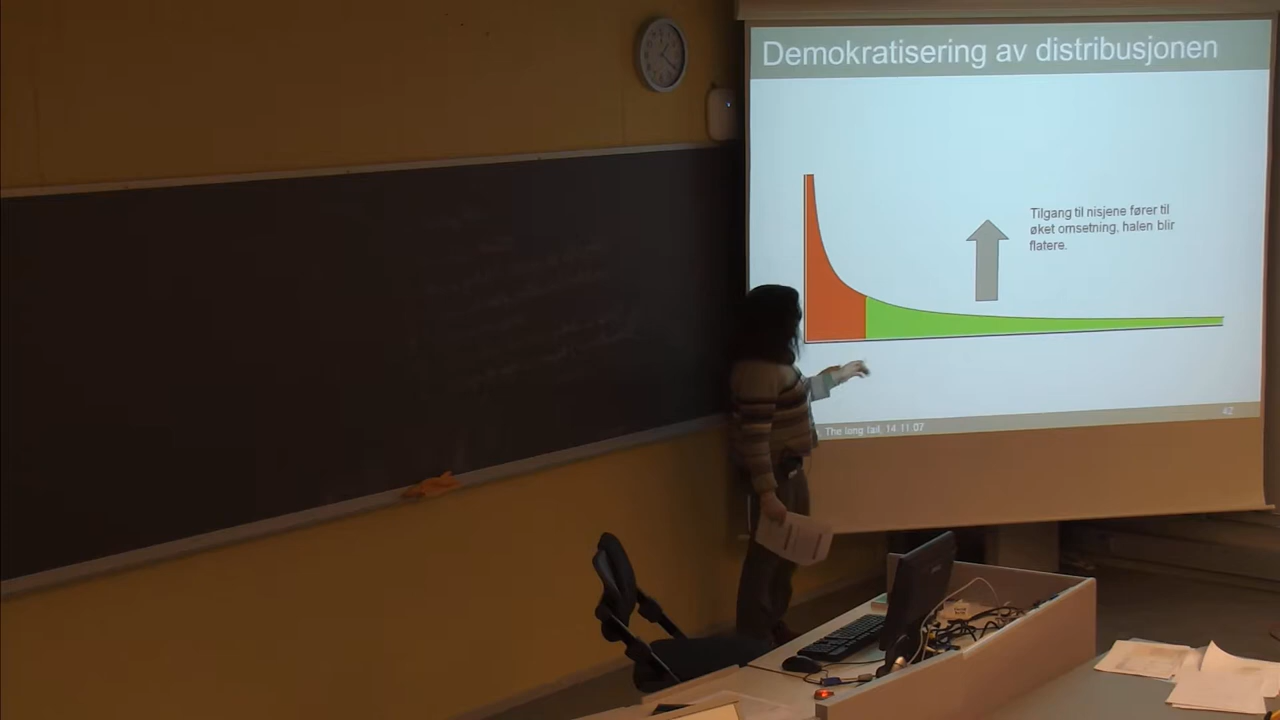 Demokratisering av distribusjonen
Tilgang til nisjene fører til
øket omsetning, halen blir
flatere.
The long tail, 14.11.07
42